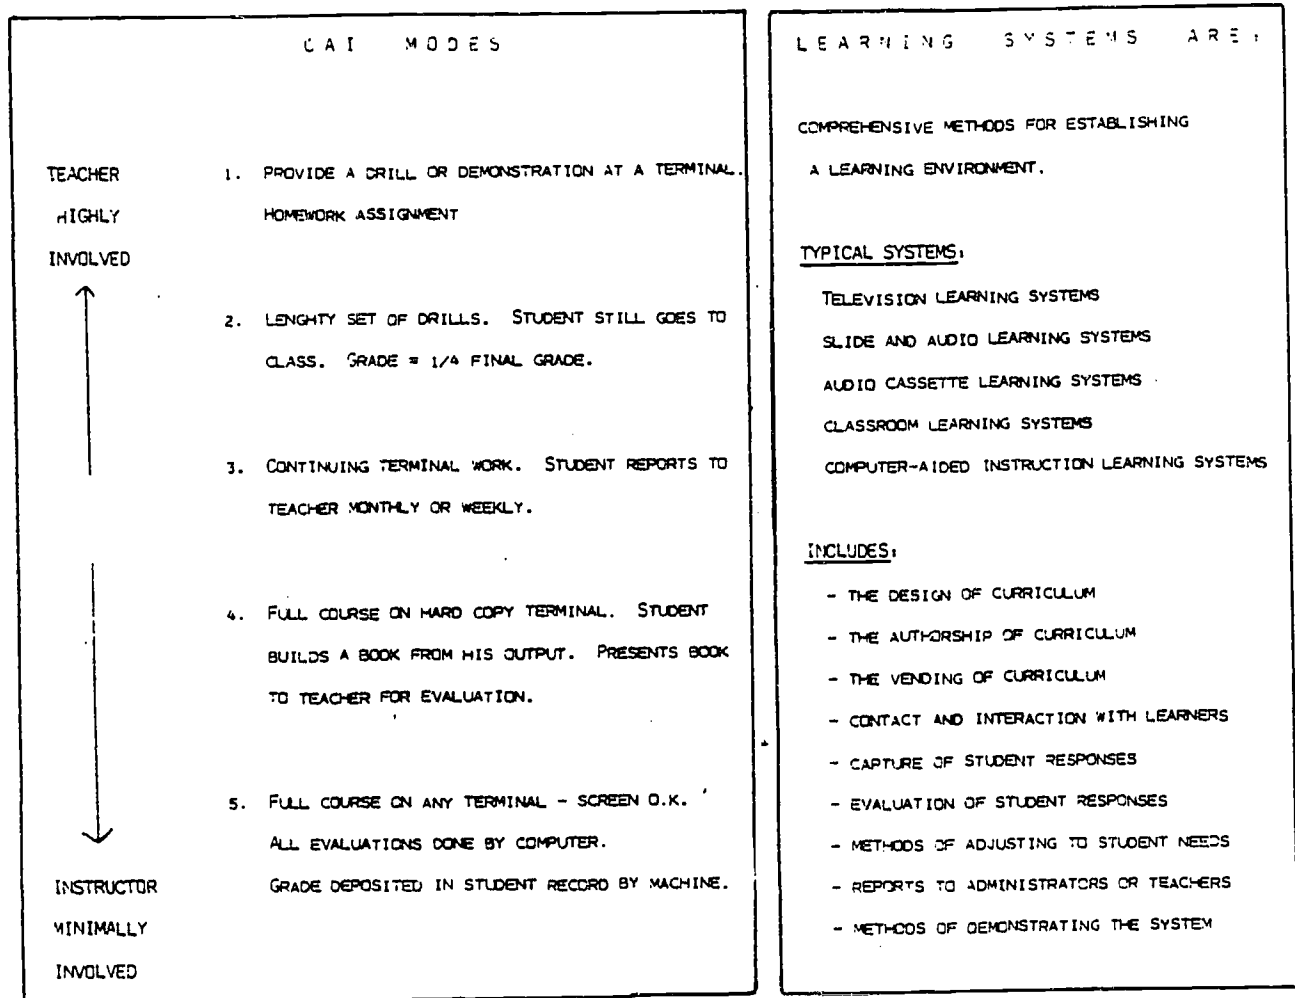 CAI MODES
TEACHER
HIGHLY
INVOLVED
1. PROVIDE A DRILL OR DEMONSTRATION AT A TERMINAL.
HOMEWORK ASSIGNMENT
2. LENGHTY SET OF DRILLS. STUDENT STILL GOES TO
CLASS. GRADE = 1/4 FINAL GRADE.
3. CONTINUING TERMINAL WORK. STUDENT REPORTS TO
TEACHER MONTHLY OR WEEKLY.
4. FULL COURSE ON HARD COPY TERMINAL. STUDENT
BUILDS A BOOK FROM HIS OUTPUT. PRESENTS BOOK
TO TEACHER FOR EVALUATION.
5. FULL COURSE ON ANY TERMINAL - SCREEN O.K.
ALL EVALUATIONS DONE BY COMPUTER.
GRADE DEPOSITED IN STUDENT RECORD BY MACHINE.
INSTRUCTOR
MINIMALLY
INVOLVED
LEARNING SYSTEMS ARE:
COMPREHENSIVE METHODS FOR ESTABLISHING
A LEARNING ENVIRONMENT.
TYPICAL SYSTEMS:
TELEVISION LEARNING SYSTEMS
SLIDE AND AUDIO LEARNING SYSTEMS
AUDIO CASSETTE LEARNING SYSTEMS
CLASSROOM LEARNING SYSTEMS
COMPUTER-AIDED INSTRUCTION LEARNING SYSTEMS
INCLUDES:
- THE DESIGN OF CURRICULUM
- THE AUTHORSHIP OF CURRICULUM
- THE VENDING OF CURRICULUM
- CONTACT AND INTERACTION WITH LEARNERS
- CAPTURE OF STUDENT RESPONSES
- EVALUATION OF STUDENT RESPONSES
- METHODS OF ADJUSTING TO STUDENT NEEDS
- REPORTS TO ADMINISTRATORS OR TEACHERS
- METHODS OF DEMONSTRATING THE SYSTEM